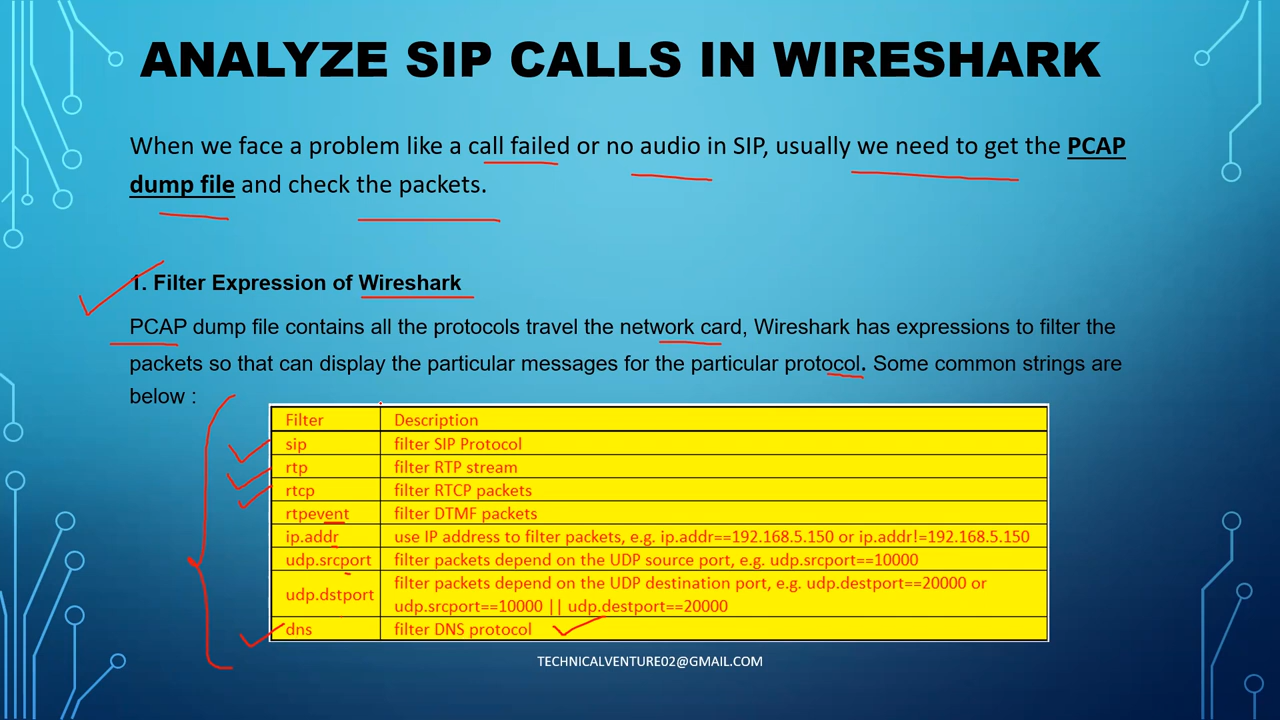 ANALYZE SIP CALLS IN WIRESHARK
When we face a problem like a call failed or no audio in SIP, usually we need to get the PCAP
dump file and check the packets.
1. Filter Expression of Wireshark
PCAP dump file contains all the protocols travel the network card, Wireshark has expressions to filter the
packets so that can display the particular messages for the particular protocol. Some common strings are
below :
Filter Description
sip filter SIP Protocol
rtp filter RTP stream
rtcp filter RTCP packets
rtpevent filter DTMF packets
ip.addr use IP address to filter packets, e.g. ip.addr==192.168.5.150 or ip.addr!=192.168.5.150
udp.srcport filter packets depend on the UDP source port, e.g. udp.srcport==10000
udp.dstport filter packets depend on the UDP destination port, e.g. udp.destport==20000 or
udp.srcport==10000 || udp.destport==20000
dns filter DNS protocol
TECHNICALVENTURE02@GMAIL.COM